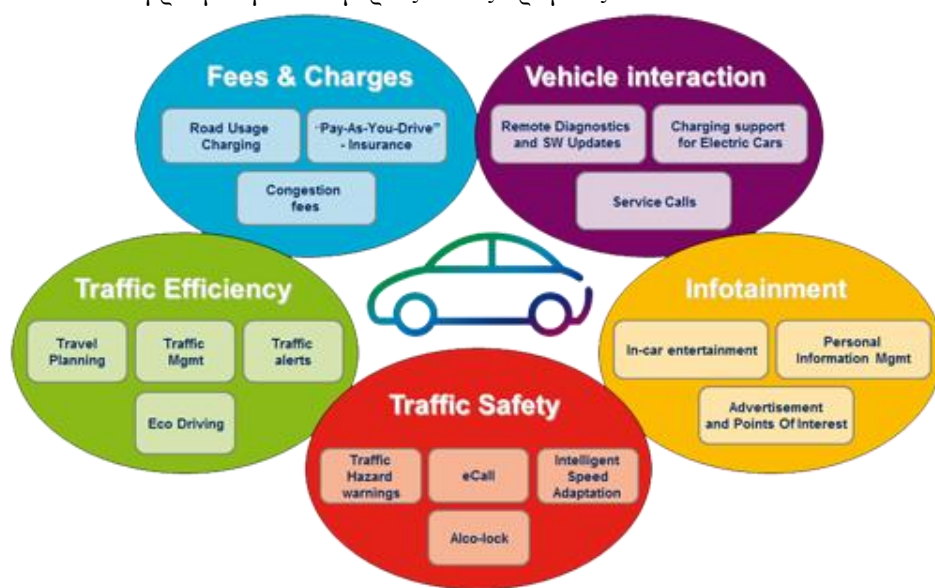 Fees & Charges
Road Usage
Charging
"Pay-As-You-Drive"
- Insurance
Congestion
fees
Vehicle interaction
Remote Diagnostics
and SW Updates
Charging support
for Electric Cars
Service Calls
Traffic Efficiency
Travel
Planning
Traffic
Mgmt
Traffic
alerts
Eco Driving
Infotainment
In-car entertainment
Personal
Information Mgmt
Advertisement
and Points Of Interest
Traffic Safety
Traffic
Hazard
warnings
eCall
Intelligent
Speed
Adaptation
Alco-lock